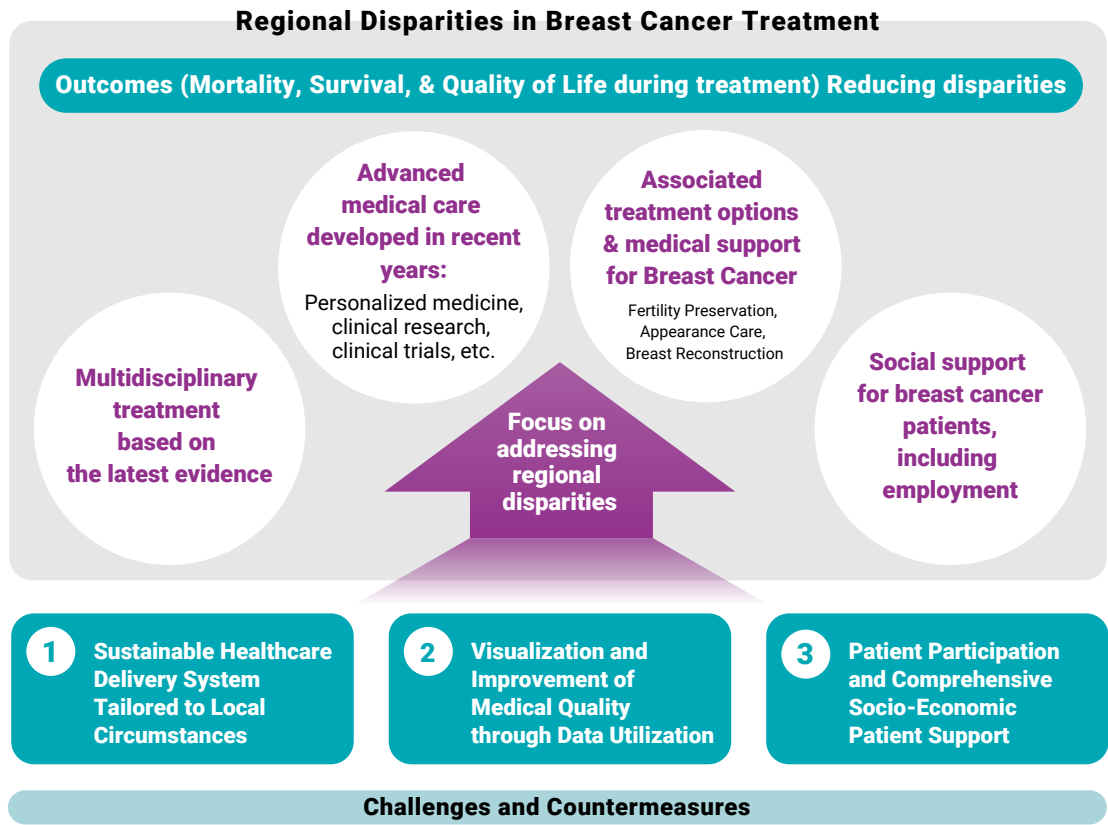 Regional Disparities in Breast Cancer Treatment
Outcomes (Mortality, Survival, & Quality of Life during treatment) Reducing disparities
Advanced
medical care
developed in recent
years:
Personalized medicine,
clinical research,
clinical trials, etc.
Associated
treatment options
& medical support
for Breast Cancer
Fertility Preservation,
Appearance Care,
Breast Reconstruction
Multidisciplinary
treatment
based on
the latest evidence
Social support
for breast cancer
patients,
including
employment
Focus on
addressing
regional
disparities
1
Sustainable Healthcare
Delivery System
Tailored to Local
Circumstances
2
Visualization and
Improvement of
Medical Quality
through Data Utilization
3
Patient Participation
and Comprehensive
Socio-Economic
Patient Support
Challenges and Countermeasures